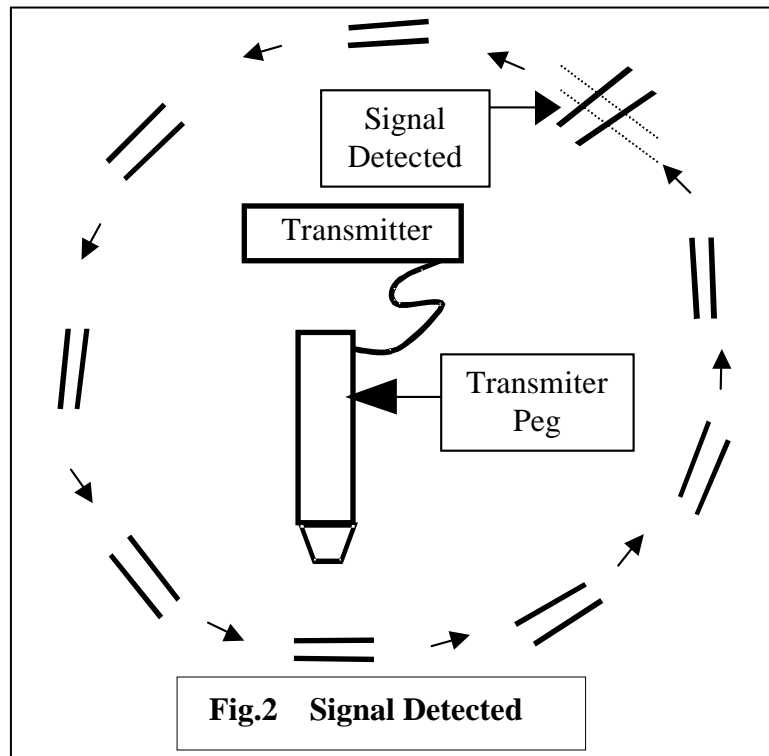 Signal
Detected
Transmitter
Transmiter
Peg
Fig.2 Signal Detected